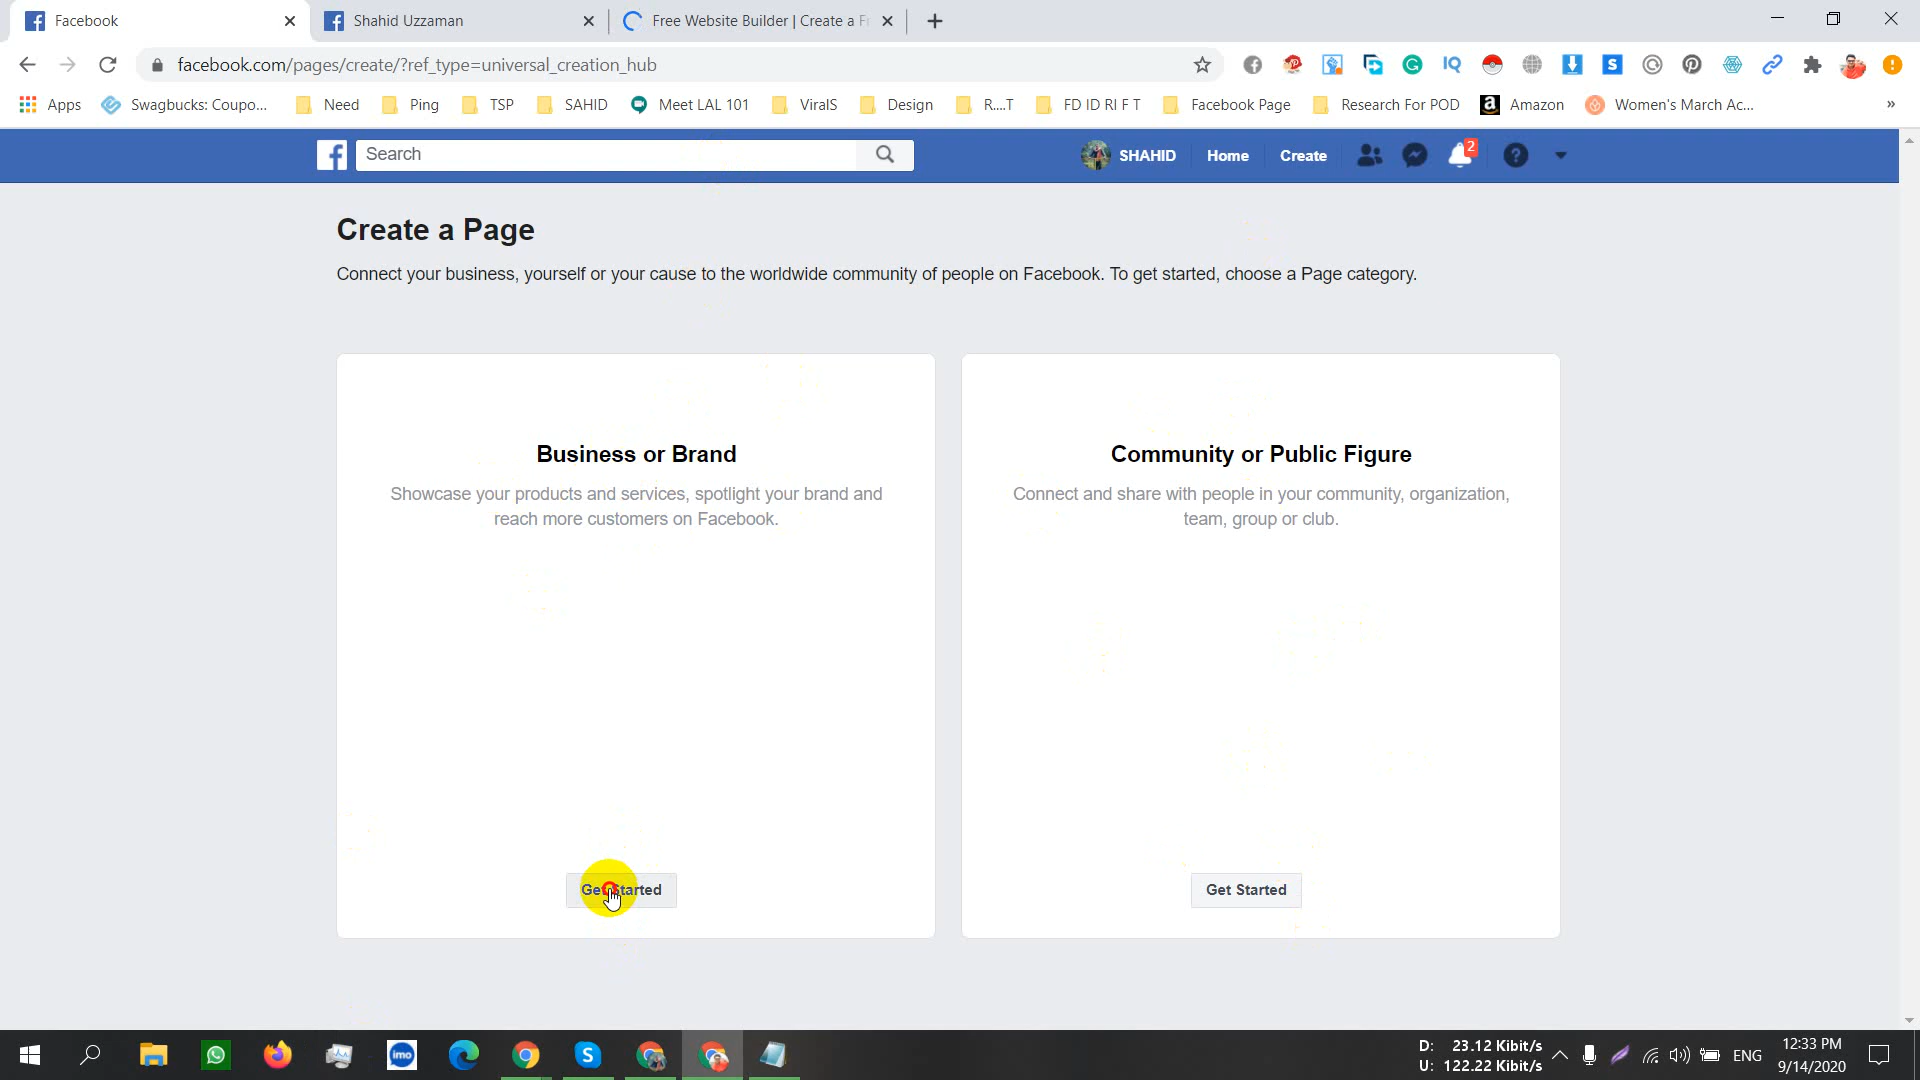 Facebook
Shahid Uzzaman
Free Website Builder | Create a Fr
facebook.com/pages/create/?ref_type=universal_creation_hub
Apps
Swagbucks: Coupo...
Need
Ping
TSP
SAHID
Meet LAL 101
ViralS
Design
R....T
FD ID RI F T
Facebook Page
Research For POD
Amazon
Women's March Ac...
Search
SHAHID
Home
Create
2
Create a Page
Connect your business, yourself or your cause to the worldwide community of people on Facebook. To get started, choose a Page category.
Business or Brand
Showcase your products and services, spotlight your brand and
reach more customers on Facebook.
Get Started
Community or Public Figure
Connect and share with people in your community, organization,
team, group or club.
Get Started
imo
D: 23.12 Kibit/s
U: 122.22 Kibit/s
ENG
12:33 PM
9/14/2020